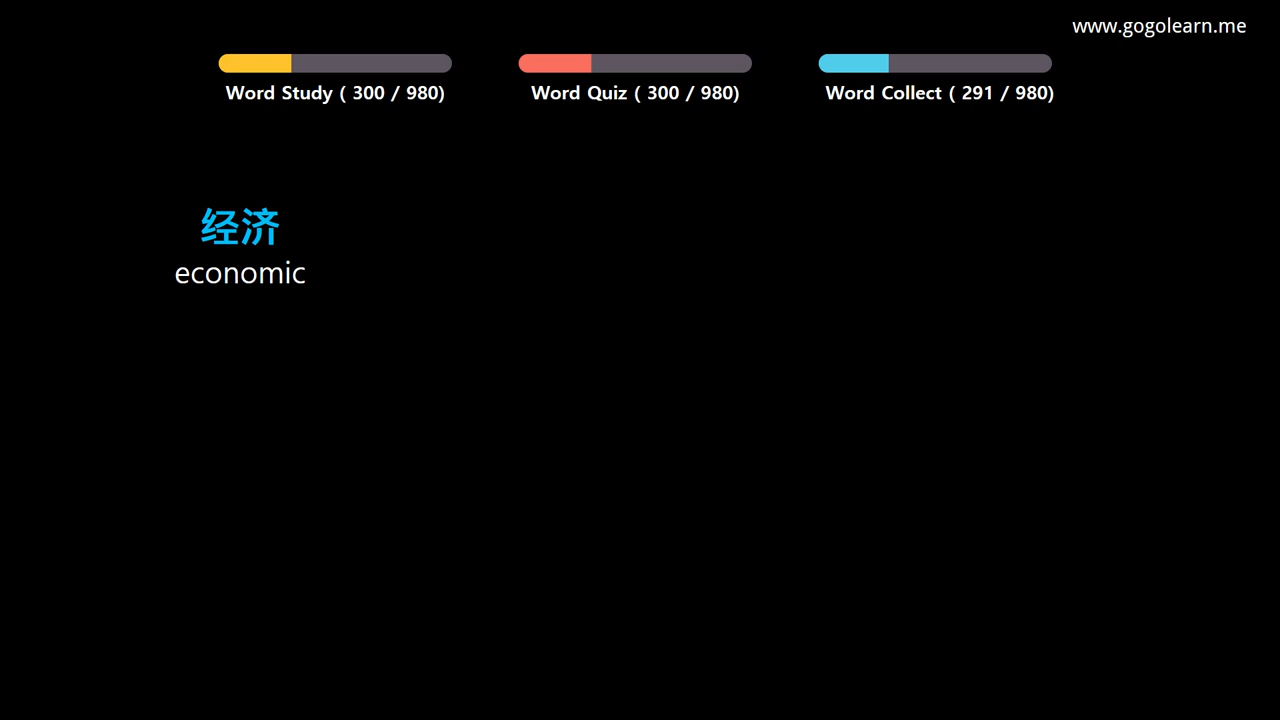 www.gogolearn.me
Word Study ( 300 / 980)
Word Quiz ( 300 / 980)
Word Collect ( 291 / 980)
经济
economic